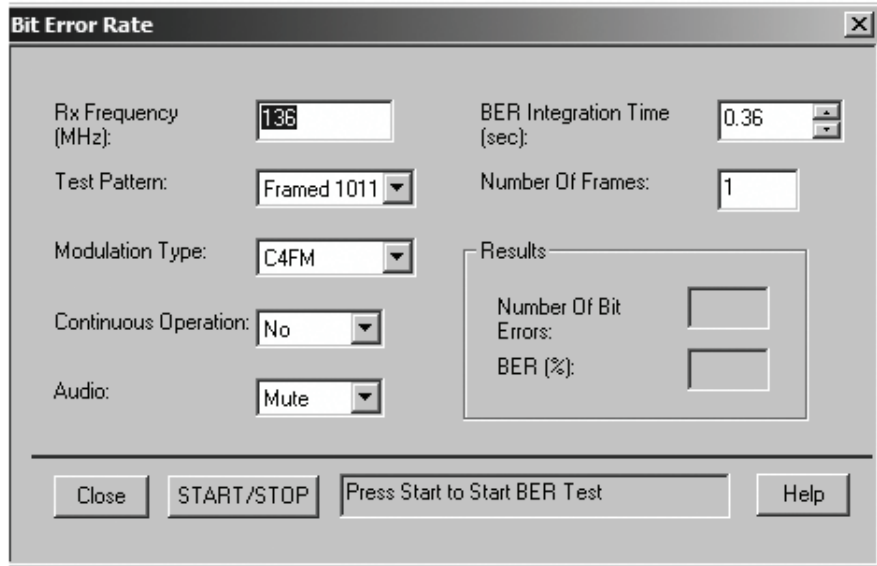 Bit Error Rate
Rx Frequency
(MHz):
136
Test Pattern:
Framed 1011
Modulation Type:
C4FM
Continuous Operation:
No
Audio:
Mute
BER Integration Time
(sec):
0.36
Number Of Frames:
1
Results
Number Of Bit
Errors:
BER (%):
Close
START/STOP
Press Start to Start BER Test
Help